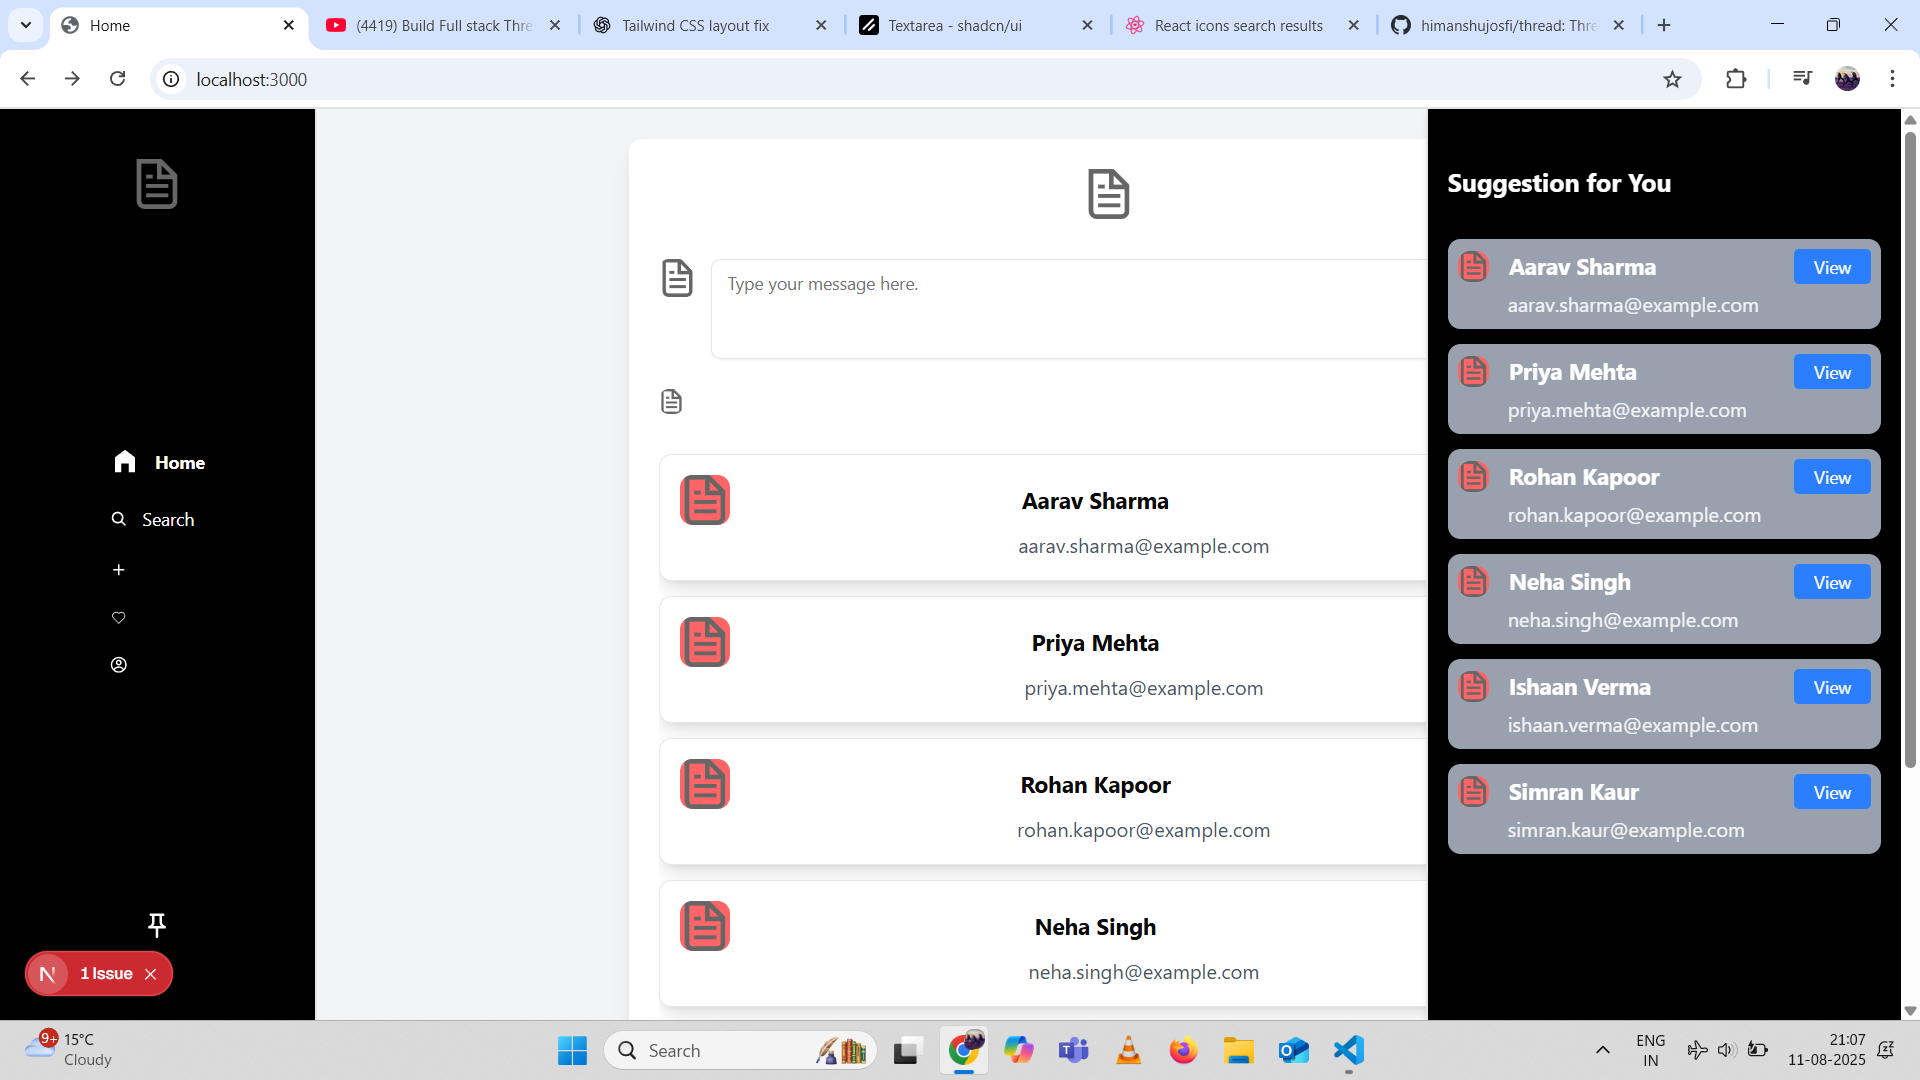 Home
(4419) Build Full stack Thre
Tailwind CSS layout fix
Textarea - shadcn/ui
React icons search results
himanshujosfi/thread: Thre
localhost:3000
Home
Search
N 1 Issue
Type your message here.
Aarav Sharma
aarav.sharma@example.com
Priya Mehta
priya.mehta@example.com
Rohan Kapoor
rohan.kapoor@example.com
Neha Singh
neha.singh@example.com
Suggestion for You
Aarav Sharma
View
aarav.sharma@example.com
Priya Mehta
View
priya.mehta@example.com
Rohan Kapoor
View
rohan.kapoor@example.com
Neha Singh
View
neha.singh@example.com
Ishaan Verma
View
ishaan.verma@example.com
Simran Kaur
View
simran.kaur@example.com
9+
15°C
Cloudy
Search
ENG
IN
21:07
11-08-2025